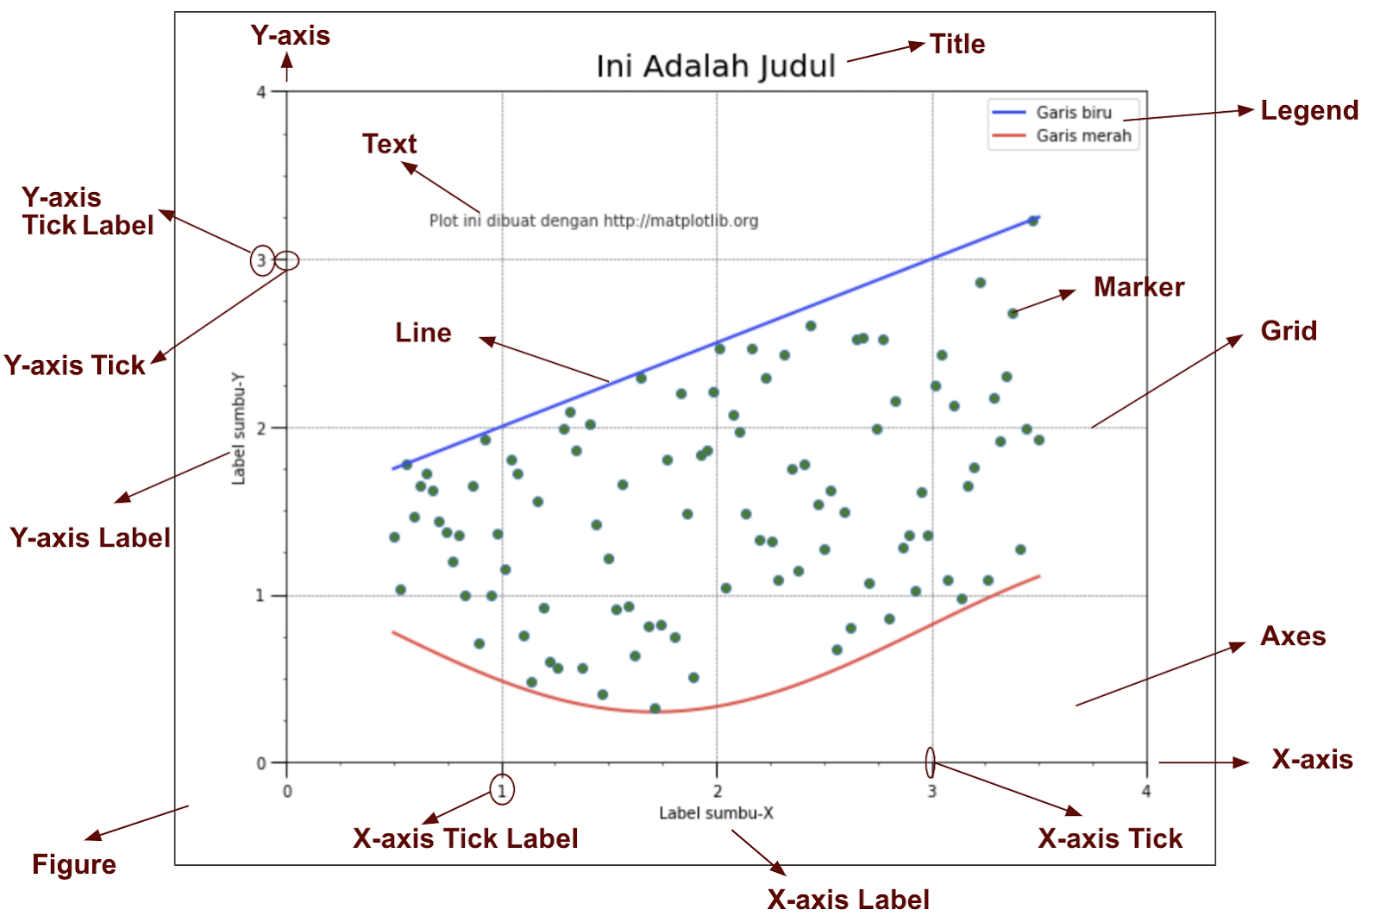 Y-axis
Title
Ini Adalah Judul
4
Garis biru
Garis merah
Legend
Text
Y-axis
Tick Label
Plot ini dibuat dengan http://matplotlib.org
3
Marker
Line
Grid
Y-axis Tick
Label sumbu-Y
2
Y-axis Label
1
Axes
0
X-axis
0
1
2
3
4
Label sumbu-X
X-axis Tick Label
X-axis Tick
Figure
X-axis Label